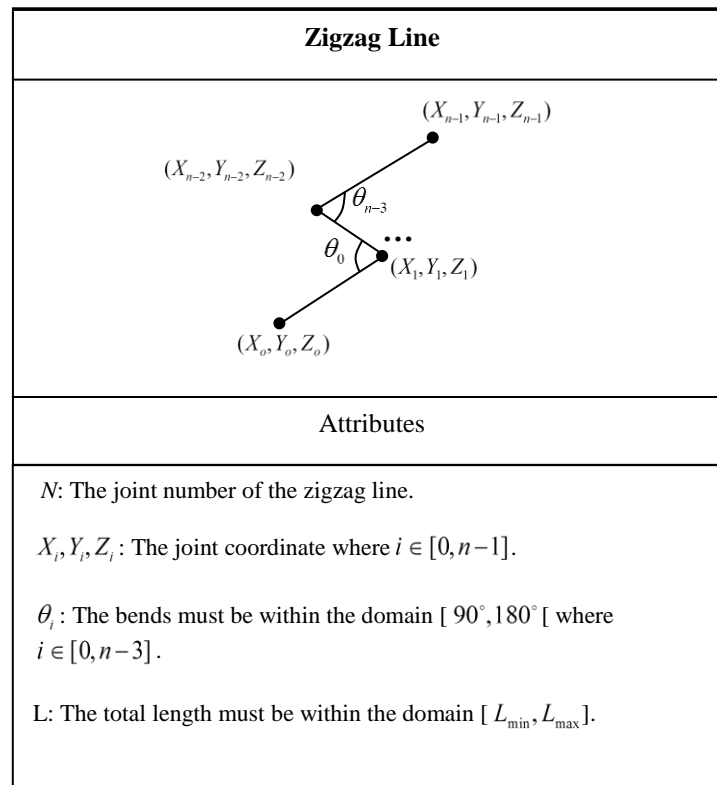 Zigzag Line
(X_{n-1}, Y_{n-1}, Z_{n-1})
(X_{n-2}, Y_{n-2}, Z_{n-2})
θ_{n-3}
•••
θ_0
(X_1, Y_1, Z_1)
(X_o, Y_o, Z_o)
Attributes
N: The joint number of the zigzag line.
X_i, Y_i, Z_i : The joint coordinate where i ∈ [0, n−1].
θ_i : The bends must be within the domain [ 90°,180° [ where
i ∈ [0, n−3] .
L: The total length must be within the domain [ L_min, L_max].